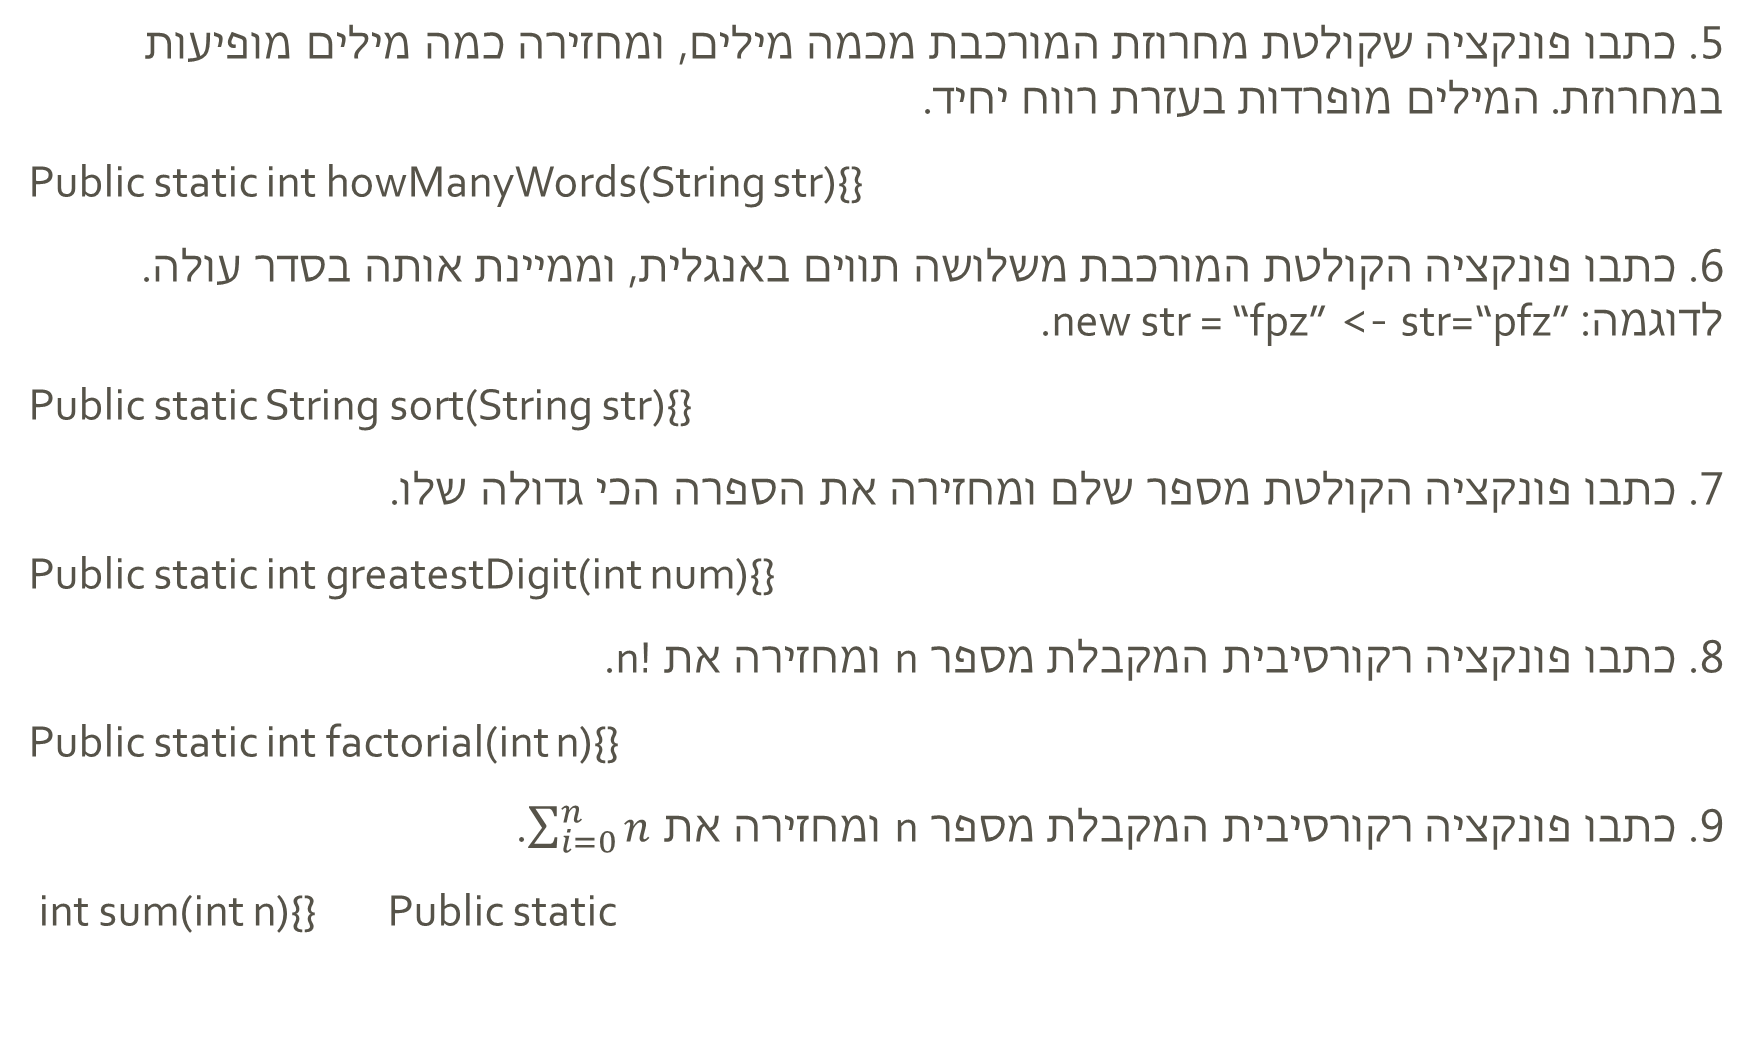 5. כתבו פונקציה שקולטת מחרוזת המורכבת מכמה מילים, ומחזירה כמה מילים מופיעות
במחרוזת. המילים מופרדות בעזרת רווח יחיד.
Public static int howManyWords(String str){}
6. כתבו פונקציה הקולטת המורכבת משלושה תווים באנגלית, וממיינת אותה בסדר עולה.
לדוגמה: str=“pfz” -> new str = “fpz”.
Public static String sort(String str){}
7. כתבו פונקציה הקולטת מספר שלם ומחזירה את הספרה הכי גדולה שלו.
Public static int greatestDigit(int num){}
8. כתבו פונקציה רקורסיבית המקבלת מספר n ומחזירה את n!.
Public static int factorial(int n){}
9. כתבו פונקציה רקורסיבית המקבלת מספר n ומחזירה את $\sum_{i=0}^{n} n$.
int sum(int n){} Public static